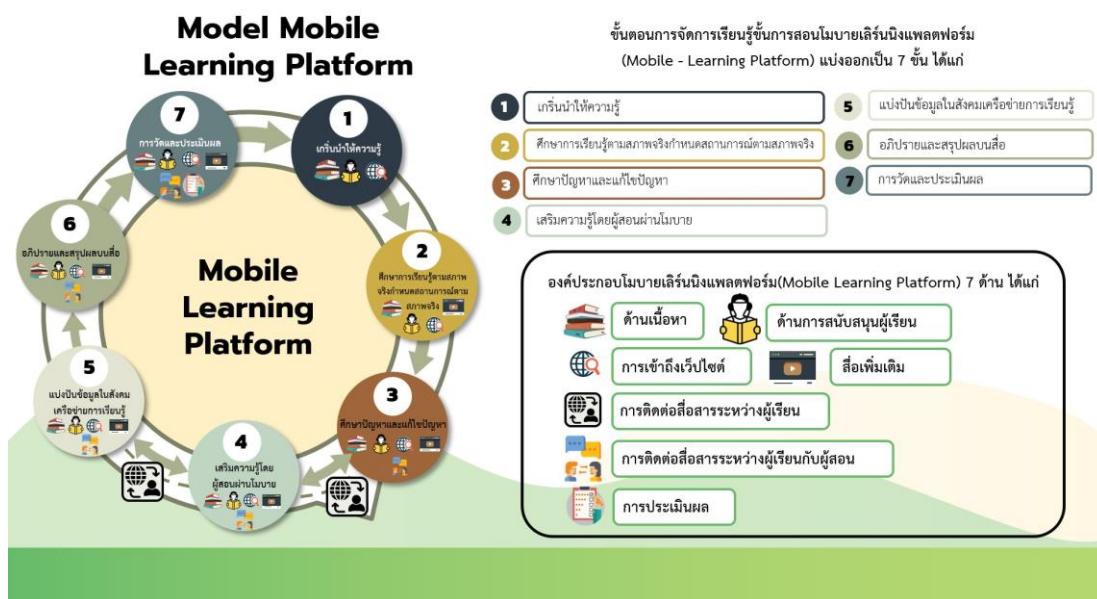 Model Mobile
Learning Platform
7
การวัดและประเมินผล
1
เกริ่นนำให้ความรู้
6
อภิปรายและสรุปผลบนสื่อ
2
ศึกษาการเรียนรู้ตามสภาพ
จริงกำหนดสถานการณ์ตาม
สภาพจริง
Mobile
Learning
Platform
5
แบ่งปันข้อมูลในสังคม
เครือข่ายการเรียนรู้
3
ศึกษาปัญหาและแก้ไขปัญหา
4
เสริมความรู้โดย
ผู้สอนผ่านโมบาย
ขั้นตอนการจัดการเรียนรู้ขั้นการสอนโมบายเลิร์นนิงแพลตฟอร์ม
(Mobile - Learning Platform) แบ่งออกเป็น 7 ขั้น ได้แก่
1 เกริ่นนำให้ความรู้
2 ศึกษาการเรียนรู้ตามสภาพจริงกำหนดสถานการณ์ตามสภาพจริง
3 ศึกษาปัญหาและแก้ไขปัญหา
4 เสริมความรู้โดยผู้สอนผ่านโมบาย
5 แบ่งปันข้อมูลในสังคมเครือข่ายการเรียนรู้
6 อภิปรายและสรุปผลบนสื่อ
7 การวัดและประเมินผล
องค์ประกอบโมบายเลิร์นนิงแพลตฟอร์ม(Mobile Learning Platform) 7 ด้าน ได้แก่
ด้านเนื้อหา
ด้านการสนับสนุนผู้เรียน
การเข้าถึงเว็ปไซต์
สื่อเพิ่มเติม
การติดต่อสื่อสารระหว่างผู้เรียน
การติดต่อสื่อสารระหว่างผู้เรียนกับผู้สอน
การประเมินผล